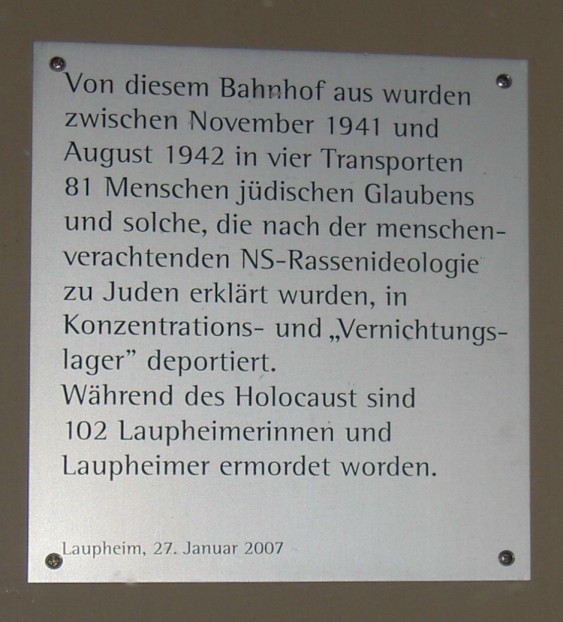 Von diesem Bahnhof aus wurden
zwischen November 1941 und
August 1942 in vier Transporten
81 Menschen jüdischen Glaubens
und solche, die nach der menschen-
verachtenden NS-Rassenideologie
zu Juden erklärt wurden, in
Konzentrations- und „Vernichtungs-
lager” deportiert.
Während des Holocaust sind
102 Laupheimerinnen und
Laupheimer ermordet worden.
Laupheim, 27. Januar 2007